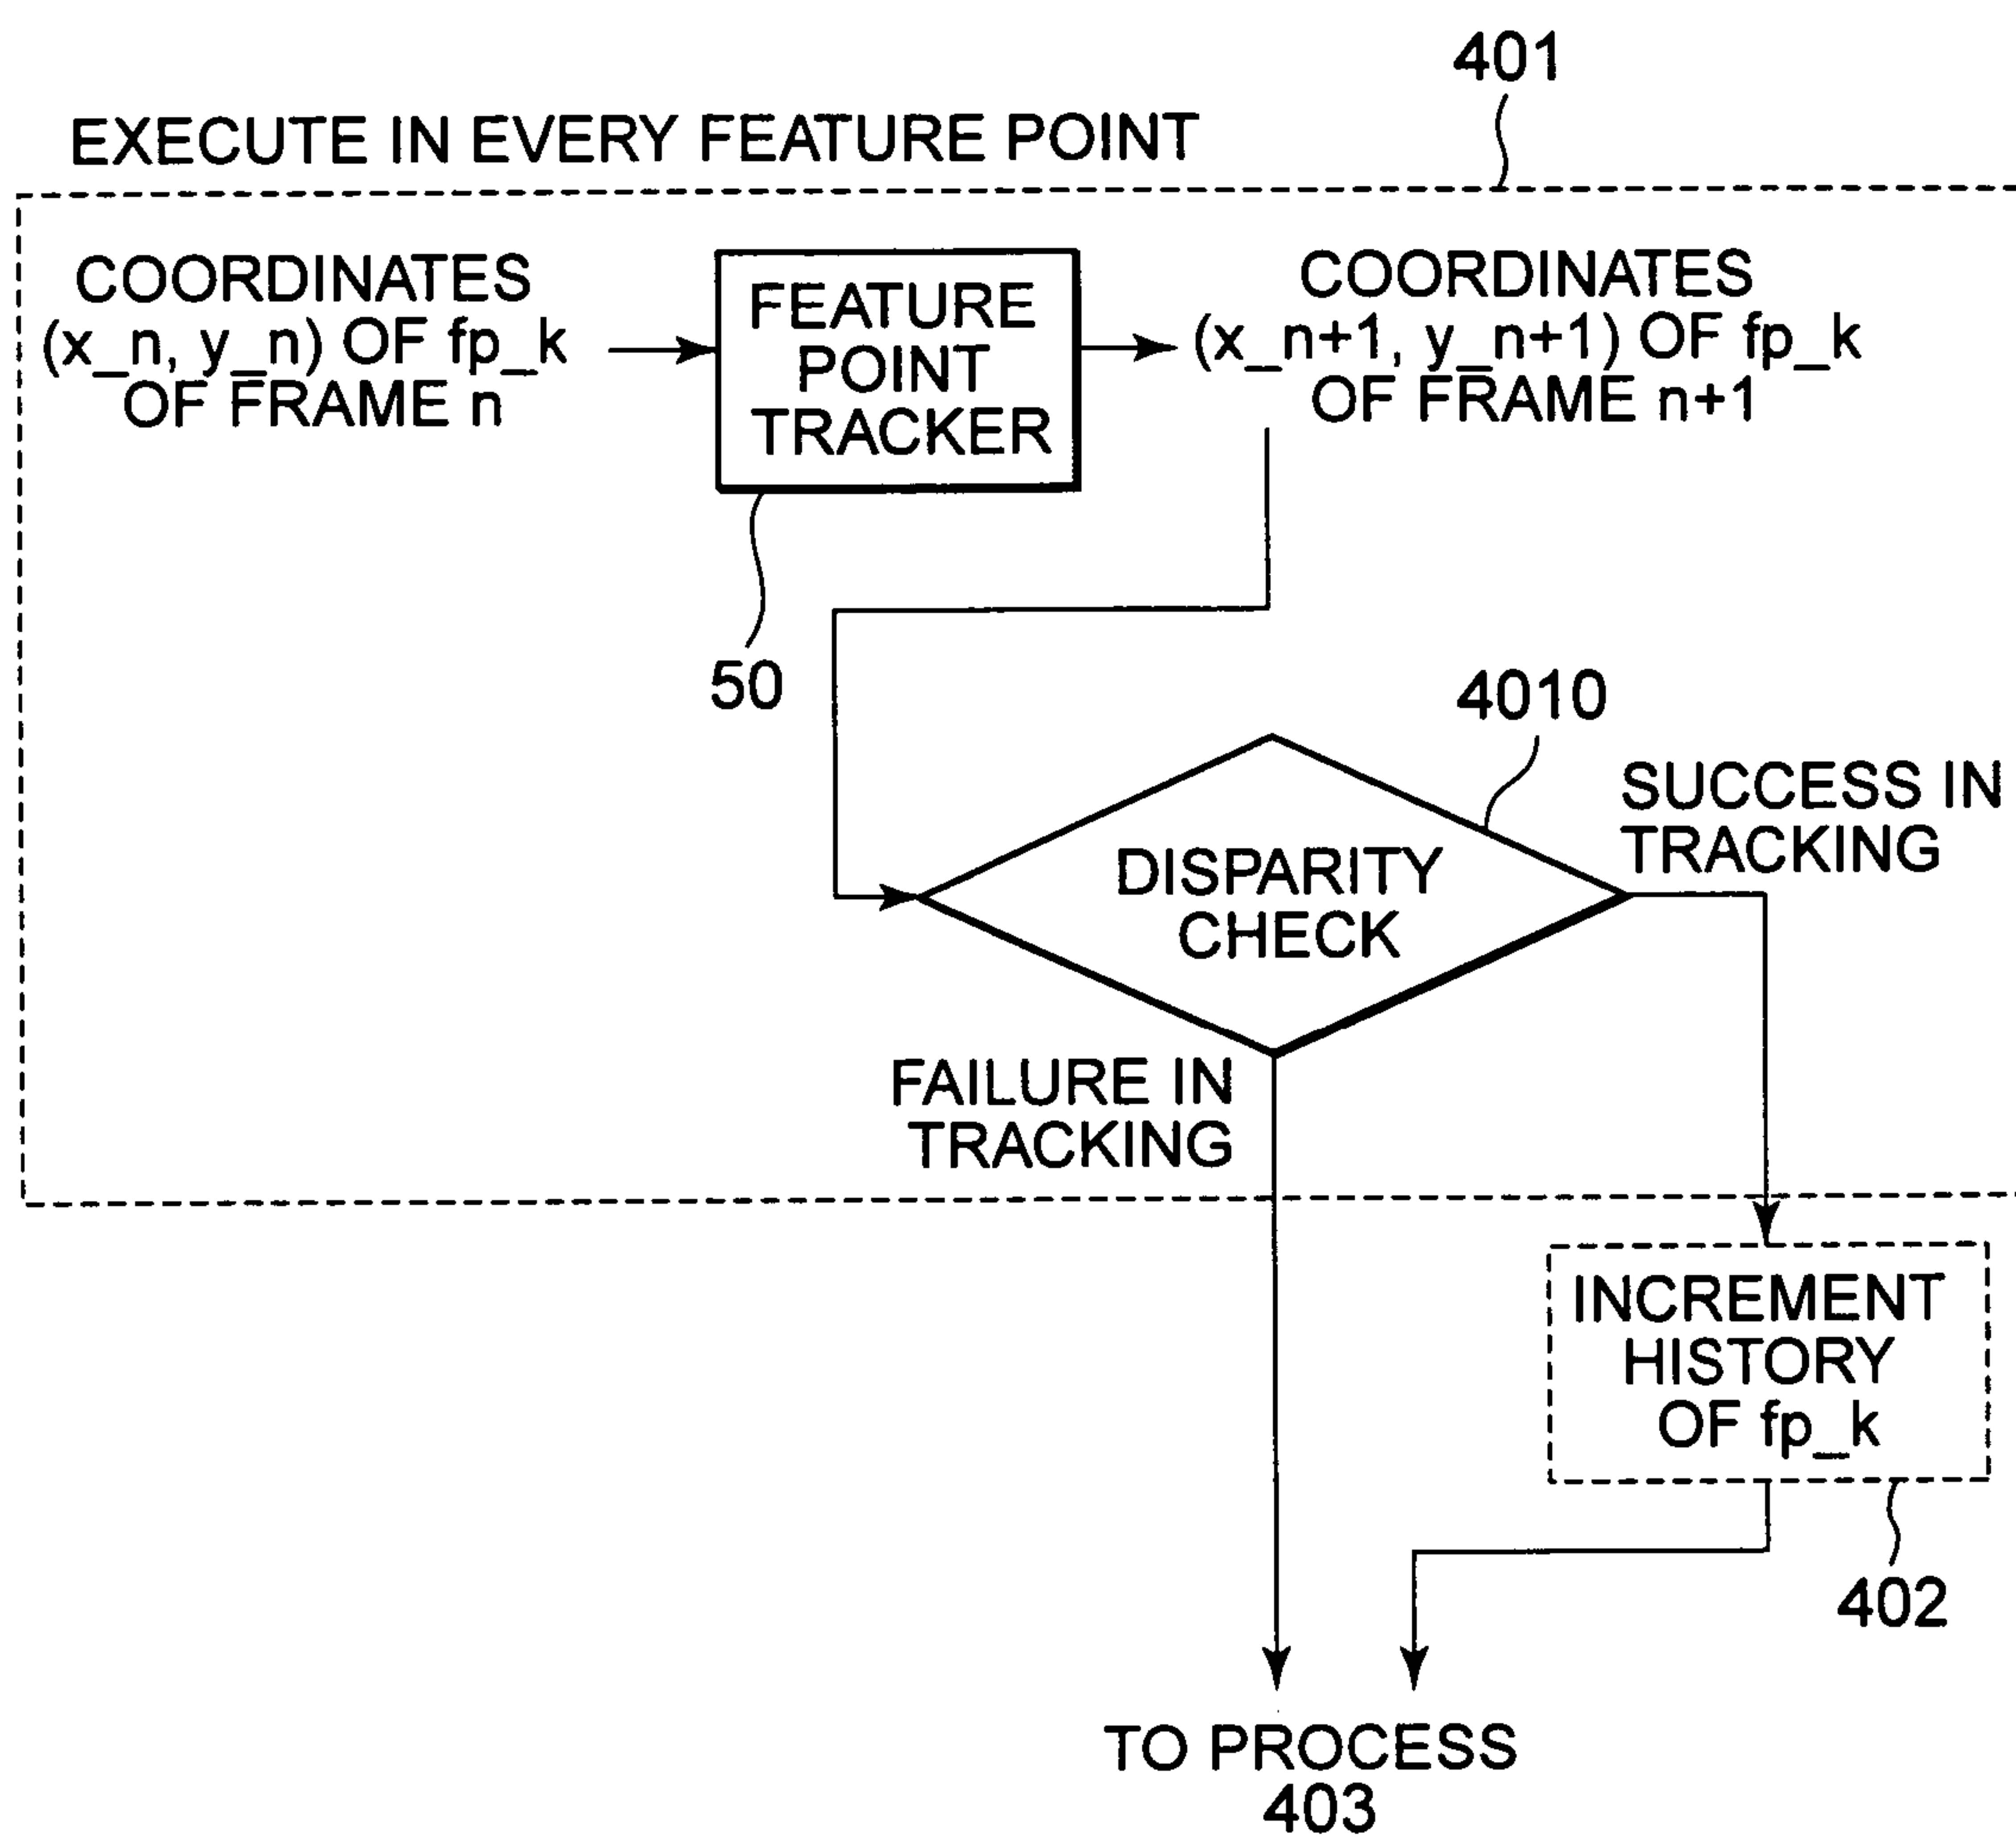 401
EXECUTE IN EVERY FEATURE POINT
COORDINATES
(x_n, y_n) OF fp_k
OF FRAME n
FEATURE
POINT
TRACKER
COORDINATES
(x_n+1, y_n+1) OF fp_k
OF FRAME n+1
50
4010
DISPARITY
CHECK
SUCCESS IN
TRACKING
FAILURE IN
TRACKING
INCREMENT
HISTORY
OF fp_k
402
TO PROCESS
403